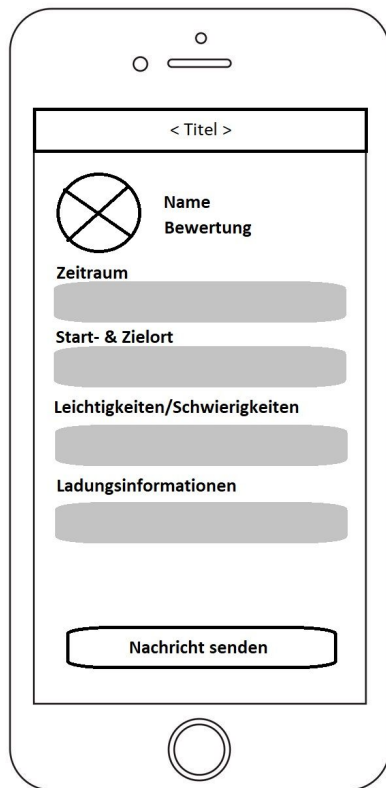 < Titel >
Name
Bewertung
Zeitraum
Start- & Zielort
Leichtigkeiten/Schwierigkeiten
Ladungsinformationen
Nachricht senden